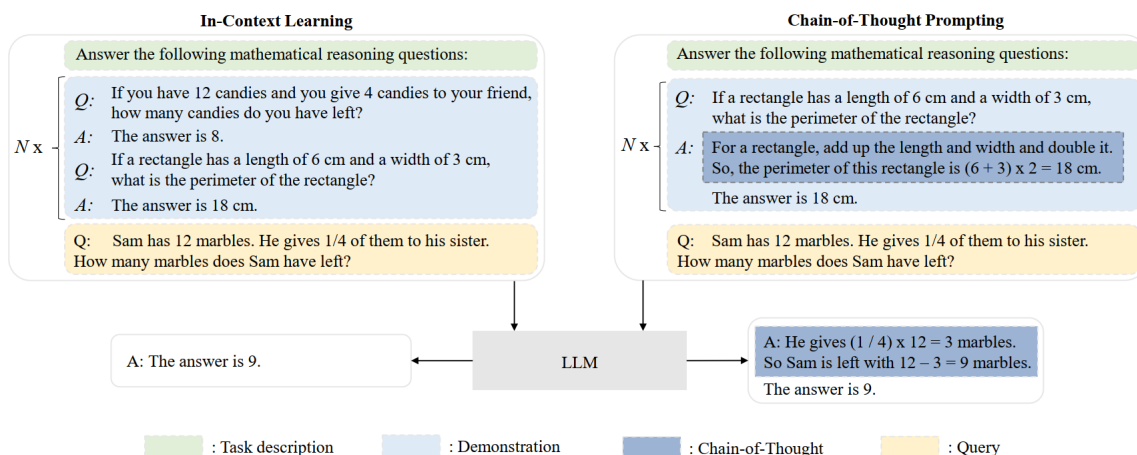 In-Context Learning
Answer the following mathematical reasoning questions:
N x
Q: If you have 12 candies and you give 4 candies to your friend,
how many candies do you have left?
A: The answer is 8.
Q: If a rectangle has a length of 6 cm and a width of 3 cm,
what is the perimeter of the rectangle?
A: The answer is 18 cm.
Q: Sam has 12 marbles. He gives 1/4 of them to his sister.
How many marbles does Sam have left?
Chain-of-Thought Prompting
Answer the following mathematical reasoning questions:
N x
Q: If a rectangle has a length of 6 cm and a width of 3 cm,
what is the perimeter of the rectangle?
A: For a rectangle, add up the length and width and double it.
So, the perimeter of this rectangle is (6 + 3) x 2 = 18 cm.
The answer is 18 cm.
Q: Sam has 12 marbles. He gives 1/4 of them to his sister.
How many marbles does Sam have left?
A: The answer is 9.
LLM
A: He gives (1 / 4) x 12 = 3 marbles.
So Sam is left with 12 – 3 = 9 marbles.
The answer is 9.
: Task description
: Demonstration
: Chain-of-Thought
: Query